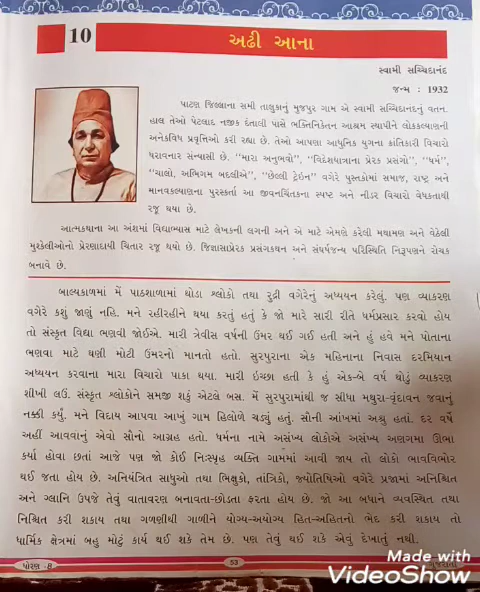 10
અઢી આના
સ્વામી સચ્ચિદાનંદ
જન્મ : 1932
પાટણ જિલ્લાના સમી તાલુકાનું મુજપુર ગામ એ સ્વામી સચ્ચિદાનંદનું વતન.
હાલ તેઓ પેટલાદ નજીક દંતાલી પાસે ભક્તિનિકેતન આશ્રમ સ્થાપીને લોકકલ્યાણની
અનેકવિધ પ્રવૃત્તિઓ કરી રહ્યા છે. તેઓ આપણા આધુનિક યુગના ક્રાંતિકારી વિચારો
ધરાવનાર સંન્યાસી છે. ''મારા અનુભવો'', ''વિદેશયાત્રાના પ્રેરક પ્રસંગો'', ''ધર્મ'',
''ચાલો, અભિગમ બદલીએ'', ''છેલ્લી ટ્રેઇન'' વગેરે પુસ્તકોમાં સમાજ, રાષ્ટ્ર અને
માનવકલ્યાણના પુરસ્કર્તા આ જીવનચિંતકના સ્પષ્ટ અને નીડર વિચારો વેધકતાથી
રજૂ થયા છે.
આત્મકથાના આ અંશમાં વિદ્યાભ્યાસ માટે લેખકની લગની અને એ માટે એમણે કરેલી મથામણ, અને વેઠેલી
મુશ્કેલીઓનો પ્રેરણાદાયી ચિતાર રજૂ થયો છે. જિજ્ઞાસાપ્રેરક પ્રસંગકથન અને સંઘર્ષજન્ય પરિસ્થિતિ નિરૂપણને રોચક
બનાવે છે.
બાલ્યકાળમાં મેં પાઠશાળામાં થોડા શ્લોકો તથા રુદ્રી વગેરેનું અધ્યયન કરેલું. પણ વ્યાકરણ
વગેરે કશું જાણું નહિ. મને રહીરહીને થયા કરતું હતું કે જો મારે સારી રીતે ધર્મપ્રસાર કરવો હોય
તો સંસ્કૃત વિદ્યા ભણવી જોઈએ. મારી ત્રેવીસ વર્ષની ઉંમર થઈ ગઈ હતી અને હું હવે મને પોતાના
ભણવા માટે ઘણી મોટી ઉંમરનો માનતો હતો. સુરપુરાના એક મહિનાના નિવાસ દરમિયાન
અધ્યયન કરવાના મારા વિચારો પાકા થયા. મારી ઇચ્છા હતી કે હું એક-બે વર્ષ થોડું વ્યાકરણ
શીખી લઉં. સંસ્કૃત શ્લોકોને સમજી શકું એટલે બસ. મેં સુરપુરામાંથી જ સીધા મથુરા-વૃંદાવન જવાનું
નક્કી કર્યું. મને વિદાય આપવા આખું ગામ હિલોળે ચડ્યું હતું. સૌની આંખમાં અશ્રુ હતાં. દર વર્ષે
અહીં આવવાનું એવો સૌનો આગ્રહ હતો. ધર્મના નામે અસંખ્ય લોકોએ અસંખ્ય અણગમા ઊભા
કર્યા હોવા છતાં આજે પણ જો કોઈ નિઃસ્પૃહ વ્યક્તિ ગામમાં આવી જાય તો લોકો ભાવવિભોર
થઈ જતા હોય છે. અનિયંત્રિત સાધુઓ તથા ભિક્ષુકો, તાંત્રિકો, જ્યોતિષિઓ વગેરે પ્રજામાં અનિશ્ચિત
અને ગ્લાનિ ઉપજે તેવું વાતાવરણ બનાવતા-છોડતા ફરતા હોય છે. જો આ બધાને વ્યવસ્થિત તથા
નિશ્ચિત કરી શકાય તથા ગળણીથી ગાળીને યોગ્ય-અયોગ્ય હિત-અહિતનો ભેદ કરી શકાય તો
ધાર્મિક ક્ષેત્રમાં બહુ મોટું કાર્ય થઈ શકે તેમ છે. પણ તેવું થઈ શકે એવું દેખાતું નથી.
ધોરણ - 8
53
ગુજરાતી
Made with
VideoShow